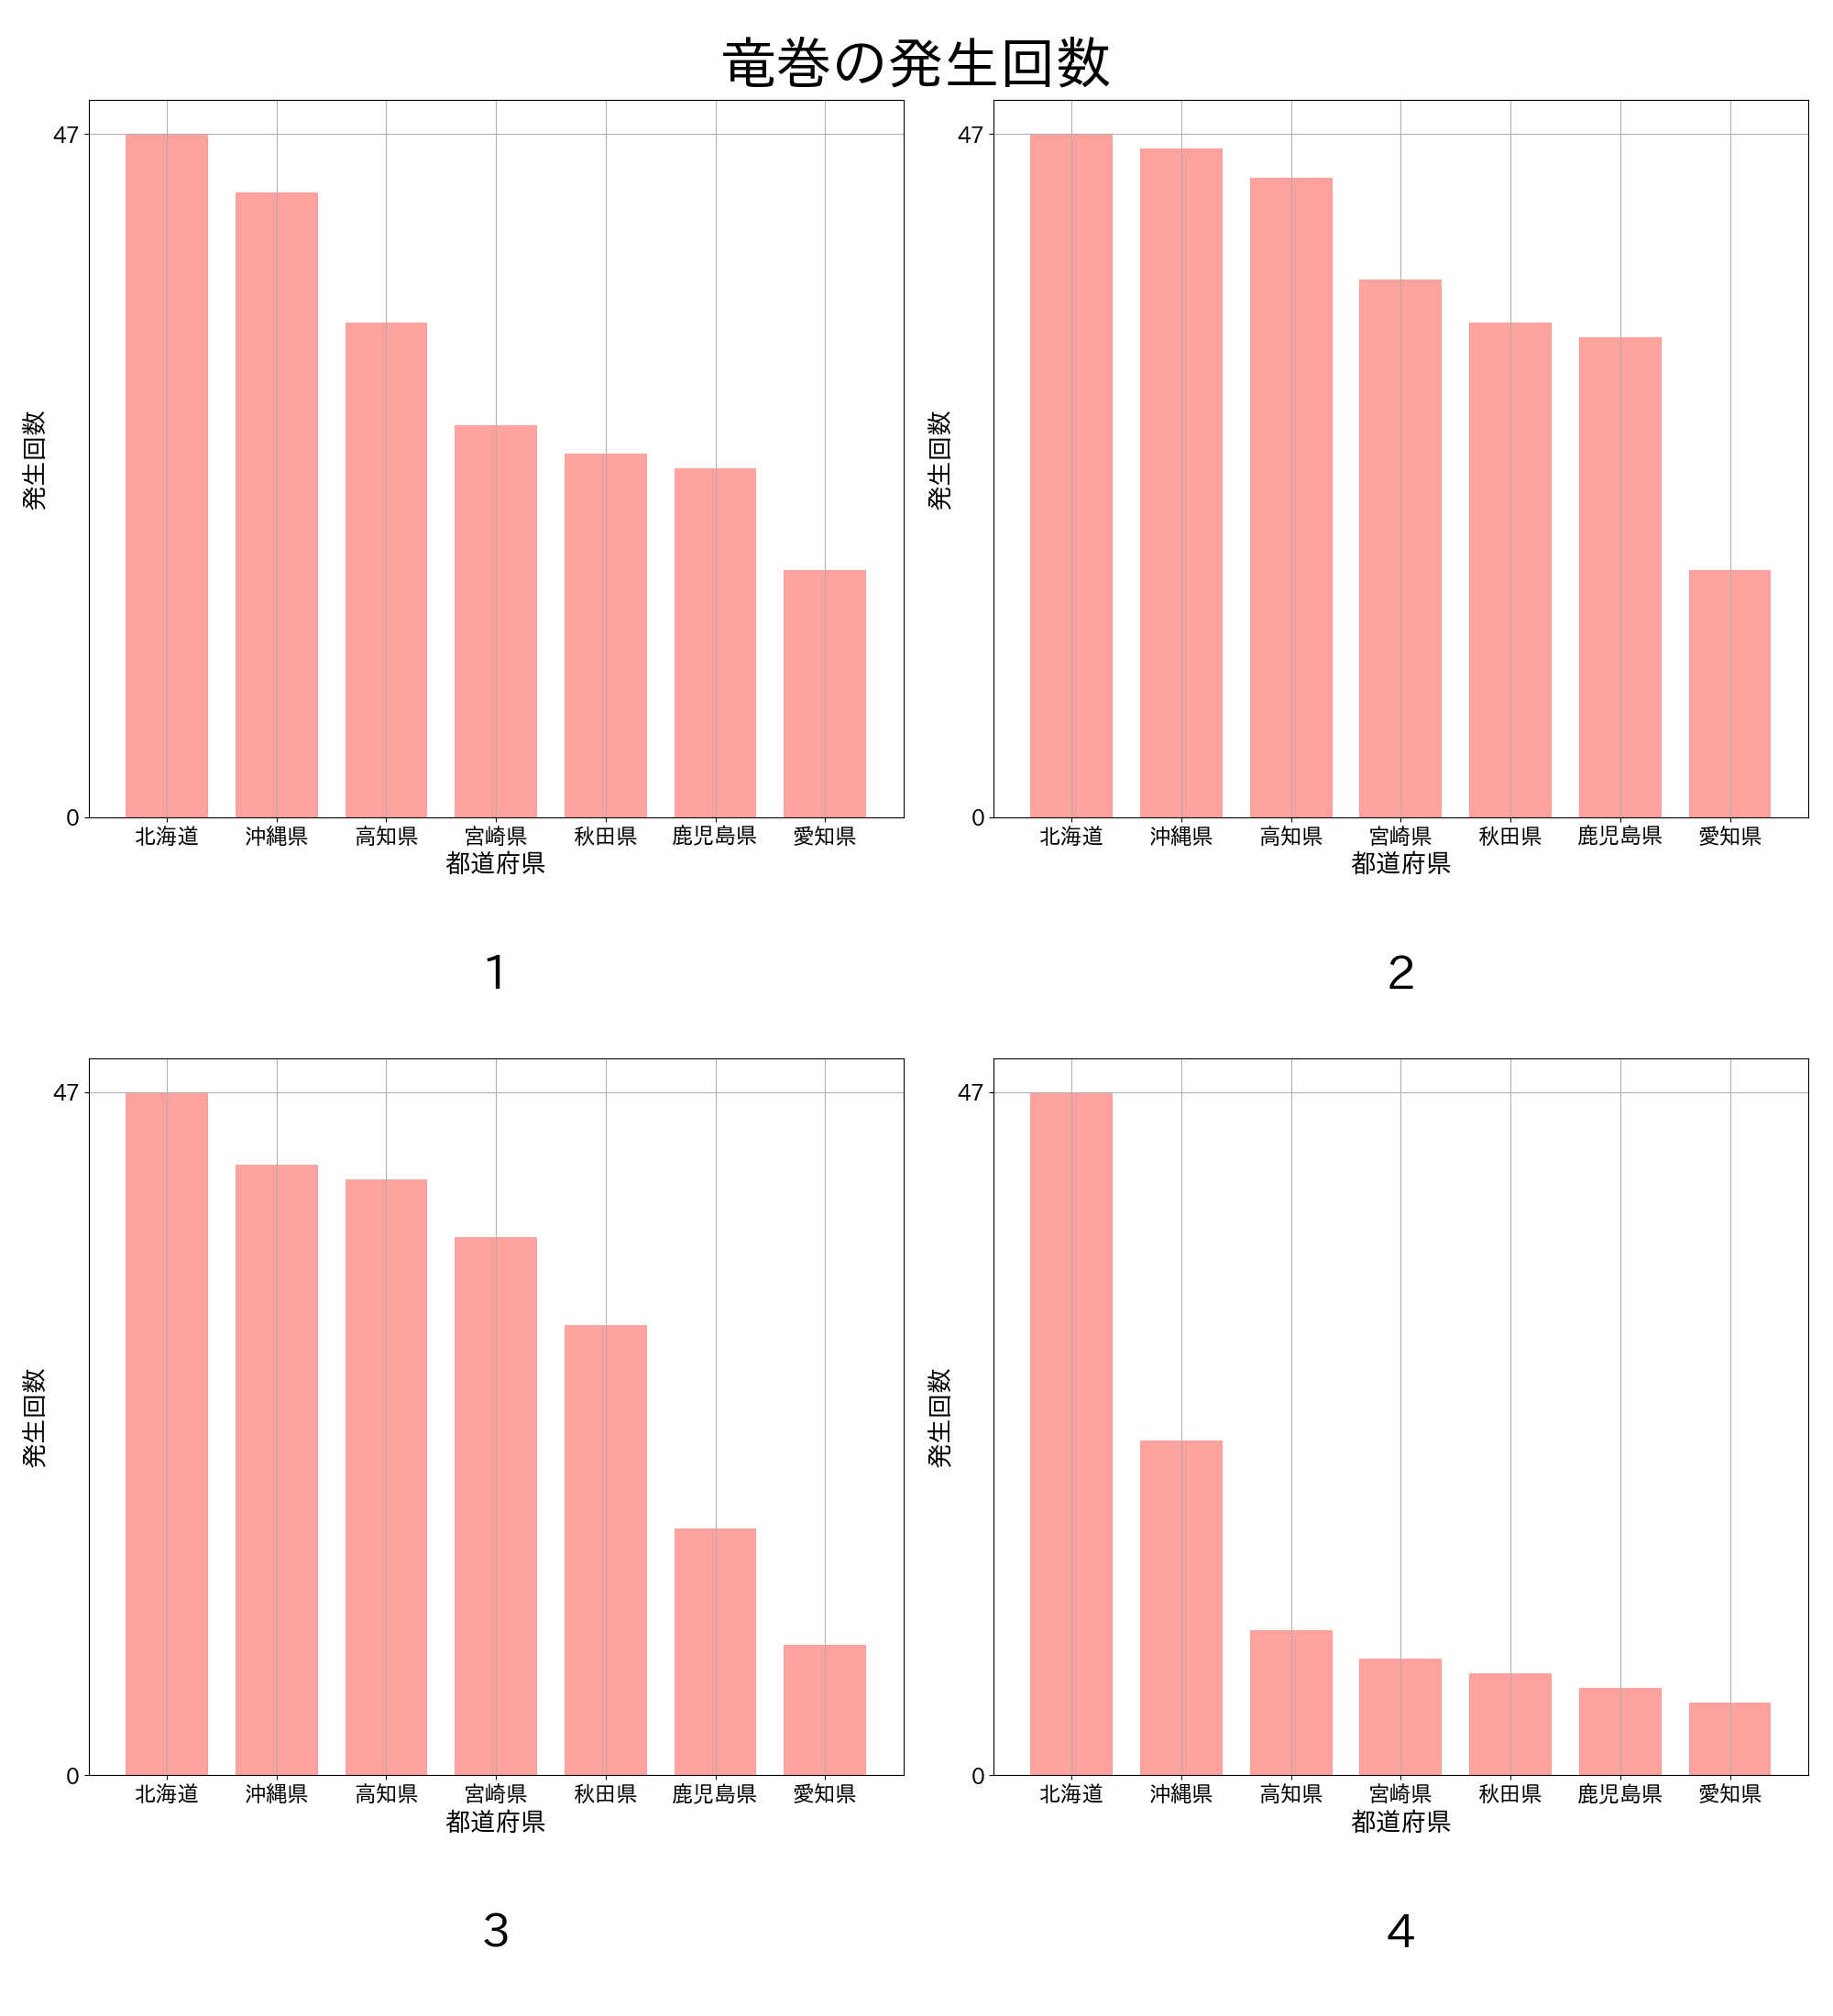 竜巻の発生回数
47
0
発生回数
北海道 沖縄県 高知県 宮崎県 秋田県 鹿児島県 愛知県
都道府県
1
47
0
発生回数
北海道 沖縄県 高知県 宮崎県 秋田県 鹿児島県 愛知県
都道府県
2
47
0
発生回数
北海道 沖縄県 高知県 宮崎県 秋田県 鹿児島県 愛知県
都道府県
3
47
0
発生回数
北海道 沖縄県 高知県 宮崎県 秋田県 鹿児島県 愛知県
都道府県
4